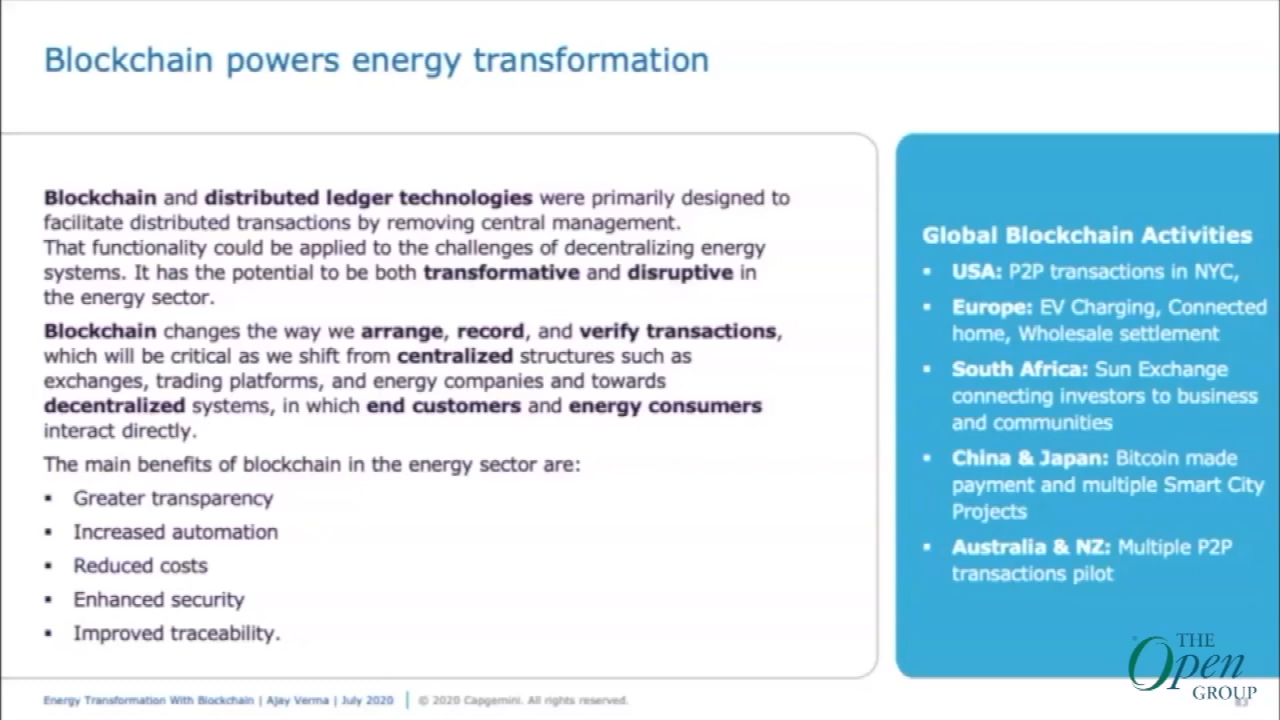 Blockchain powers energy transformation
Blockchain and distributed ledger technologies were primarily designed to
facilitate distributed transactions by removing central management.
That functionality could be applied to the challenges of decentralizing energy
systems. It has the potential to be both transformative and disruptive in
the energy sector.
Blockchain changes the way we arrange, record, and verify transactions,
which will be critical as we shift from centralized structures such as
exchanges, trading platforms, and energy companies and towards
decentralized systems, in which end customers and energy consumers
interact directly.
The main benefits of blockchain in the energy sector are:
▪ Greater transparency
▪ Increased automation
▪ Reduced costs
▪ Enhanced security
▪ Improved traceability.
Global Blockchain Activities
▪ USA: P2P transactions in NYC,
▪ Europe: EV Charging, Connected
home, Wholesale settlement
▪ South Africa: Sun Exchange
connecting investors to business
and communities
▪ China & Japan: Bitcoin made
payment and multiple Smart City
Projects
▪ Australia & NZ: Multiple P2P
transactions pilot
THE
Open
GROUP
Energy Transformation With Blockchain | Ajay Verma | July 2020 | © 2020 Capgemini. All rights reserved.